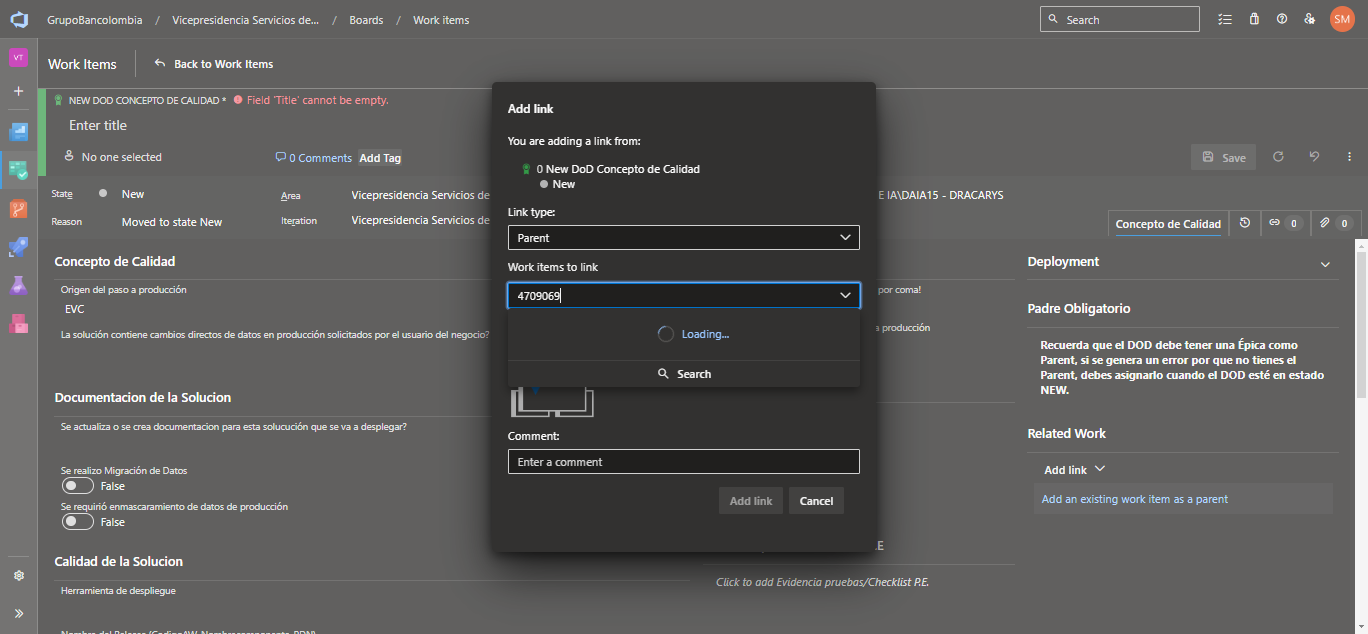 GrupoBancolombia / Vicepresidencia Servicios de... / Boards / Work items
Search
SM
VT
Work Items
Back to Work Items
NEW DOD CONCEPTO DE CALIDAD * Field 'Title' cannot be empty.
Enter title
No one selected
0 Comments
Add Tag
Save
State
New
Area
Vicepresidencia Servicios de
E IA\DAIA15 - DRACARYS
Reason
Moved to state New
Iteration
Vicepresidencia Servicios de
Concepto de Calidad
0
0
Concepto de Calidad
Origen del paso a producción
EVC
La solución contiene cambios directos de datos en producción solicitados por el usuario del negocio?
por coma!
a producción
Documentacion de la Solucion
Se actualiza o se crea documentacion para esta solucución que se va a desplegar?
Se realizo Migración de Datos
False
Se requirió enmascaramiento de datos de producción
False
Calidad de la Solucion
Herramienta de despliegue
Add link
You are adding a link from:
0 New DoD Concepto de Calidad
New
Link type:
Parent
Work items to link
4709069
Loading...
Search
Comment:
Enter a comment
Add link
Cancel
E
Click to add Evidencia pruebas/Checklist P.E.
Deployment
Padre Obligatorio
Recuerda que el DOD debe tener una Épica como
Parent, si se genera un error por que no tienes el
Parent, debes asignarlo cuando el DOD esté en estado
NEW.
Related Work
Add link
Add an existing work item as a parent